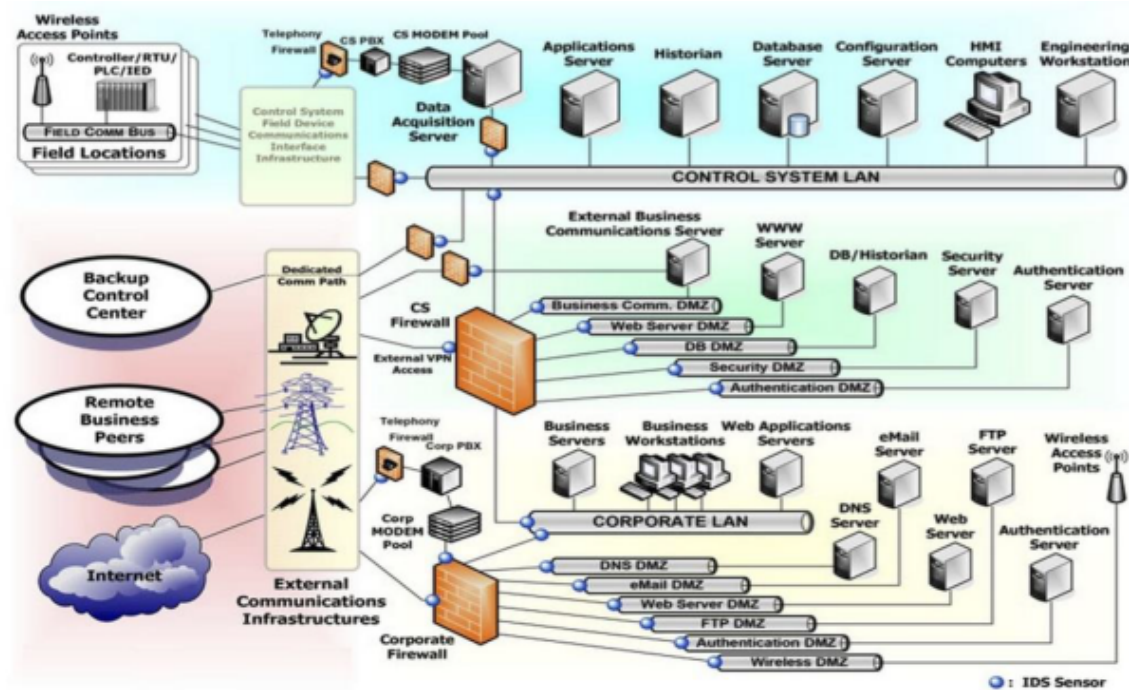 Wireless
Access Points
Controller/RTU/
PLC/IED
FIELD COMM BUS
Field Locations
Telephony
Firewall
CS PBX
CS MODEM Pool
Data
Acquisition
Server
Control System
Field Device
Communications
Interface
Infrastructure
Applications
Server
Historian
Database
Server
Configuration
Server
HMI
Computers
Engineering
Workstation
CONTROL SYSTEM LAN
Backup
Control
Center
Dedicated
Comm Path
External Business
Communications Server
WWW
Server
DB/Historian
Security
Server
Authentication
Server
CS
Firewall
External VPN
Access
Business Comm. DMZ
Web Server DMZ
DB DMZ
Security DMZ
Authentication DMZ
Remote
Business
Peers
Internet
External
Communications
Infrastructures
Telephony
Firewall
Corp PBX
Corp
MODEM
Pool
Corporate
Firewall
Business
Servers
Business
Workstations
Web Applications
Servers
eMail
Server
FTP
Server
Wireless
Access
Points
CORPORATE LAN
DNS
Server
Web
Server
Authentication
Server
DNS DMZ
eMail DMZ
Web Server DMZ
FTP DMZ
Authentication DMZ
Wireless DMZ
: IDS Sensor